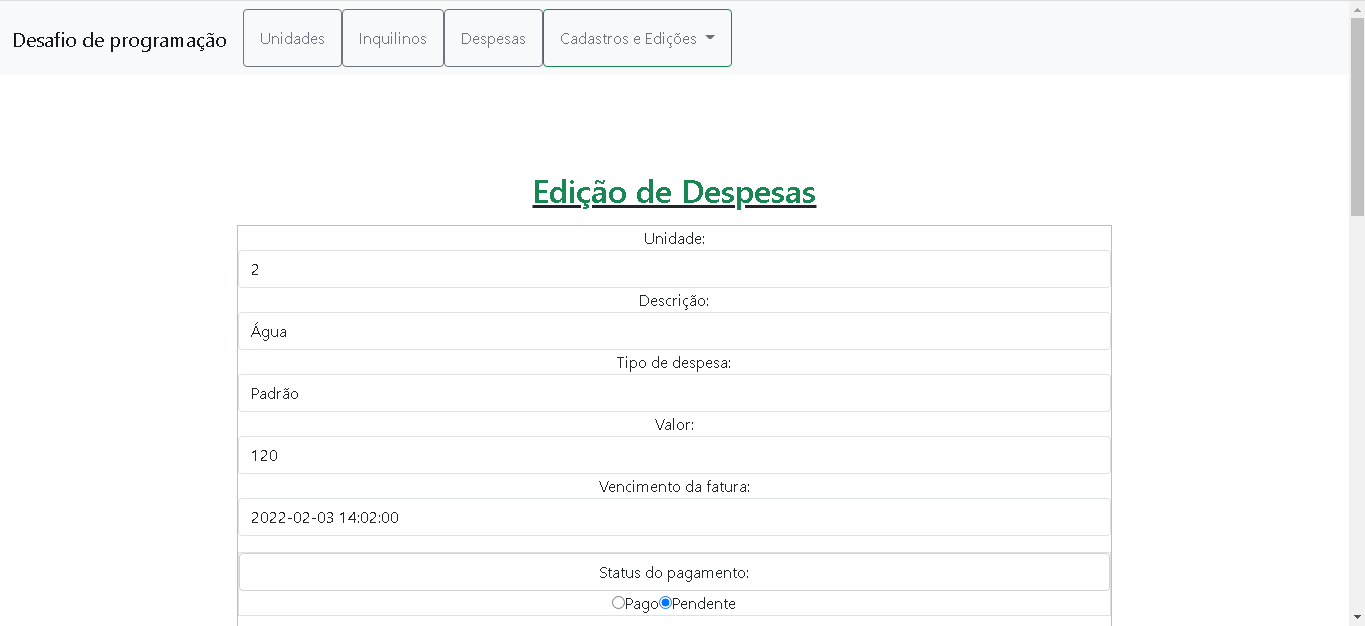 Desafio de programação Unidades Inquilinos Despesas Cadastros e Edições
Edição de Despesas
Unidade:
2
Descrição:
Água
Tipo de despesa:
Padrão
Valor:
120
Vencimento da fatura:
2022-02-03 14:02:00
Status do pagamento:
Pago Pendente